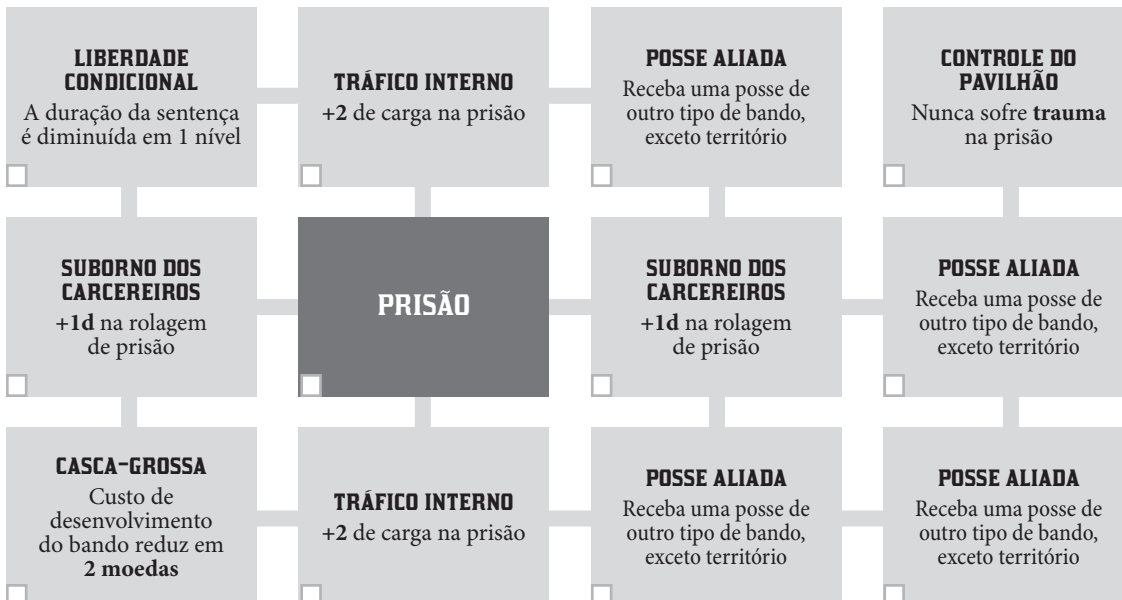 LIBERDADE
CONDICIONAL
A duração da sentença
é diminuída em 1 nível
TRÁFICO INTERNO
+2 de carga na prisão
POSSE ALIADA
Receba uma posse de
outro tipo de bando,
exceto território
CONTROLE DO
PAVILHÃO
Nunca sofre trauma
na prisão
SUBORNO DOS
CARCEREIROS
+1d na rolagem
de prisão
PRISÃO
SUBORNO DOS
CARCEREIROS
+1d na rolagem
de prisão
POSSE ALIADA
Receba uma posse de
outro tipo de bando,
exceto território
CASCA-GROSSA
Custo de
desenvolvimento
do bando reduz em
2 moedas
TRÁFICO INTERNO
+2 de carga na prisão
POSSE ALIADA
Receba uma posse de
outro tipo de bando,
exceto território
POSSE ALIADA
Receba uma posse de
outro tipo de bando,
exceto território